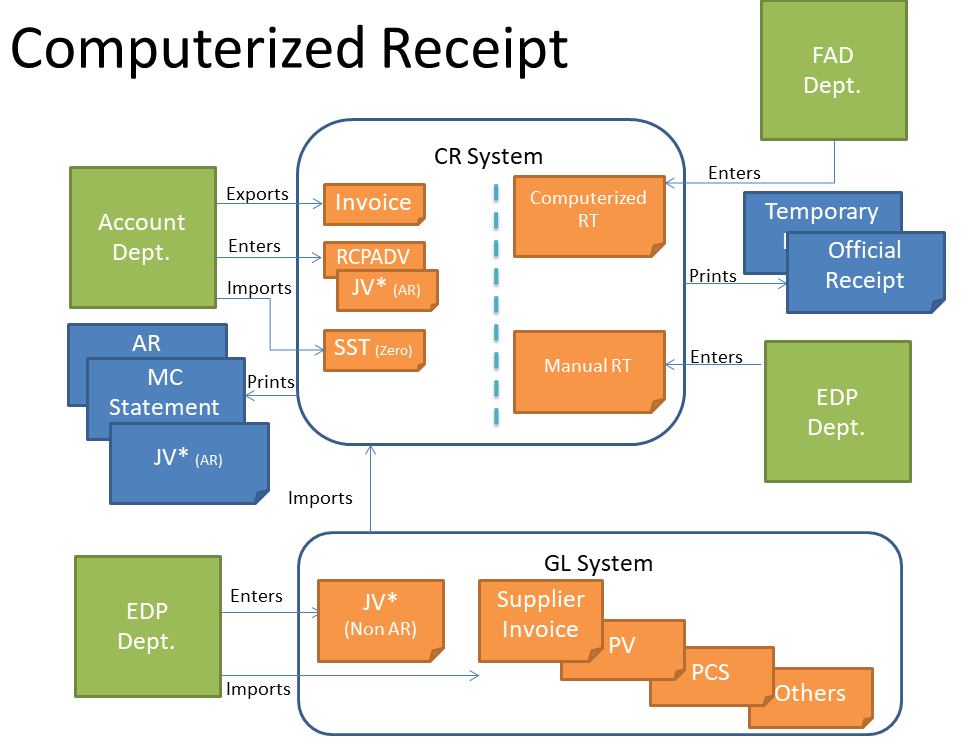 Computerized Receipt
FAD
Dept.
CR System
Enters
Account
Dept.
Exports
Invoice
Computerized
RT
Temporary
Official
Receipt
Enters
RCPADV
JV* (AR)
Imports
Prints
SST (Zero)
Manual RT
Enters
EDP
Dept.
AR
MC
Statement
JV* (AR)
Prints
Imports
GL System
EDP
Dept.
Enters
JV*
(Non AR)
Supplier
Invoice
PV
PCS
Others
Imports